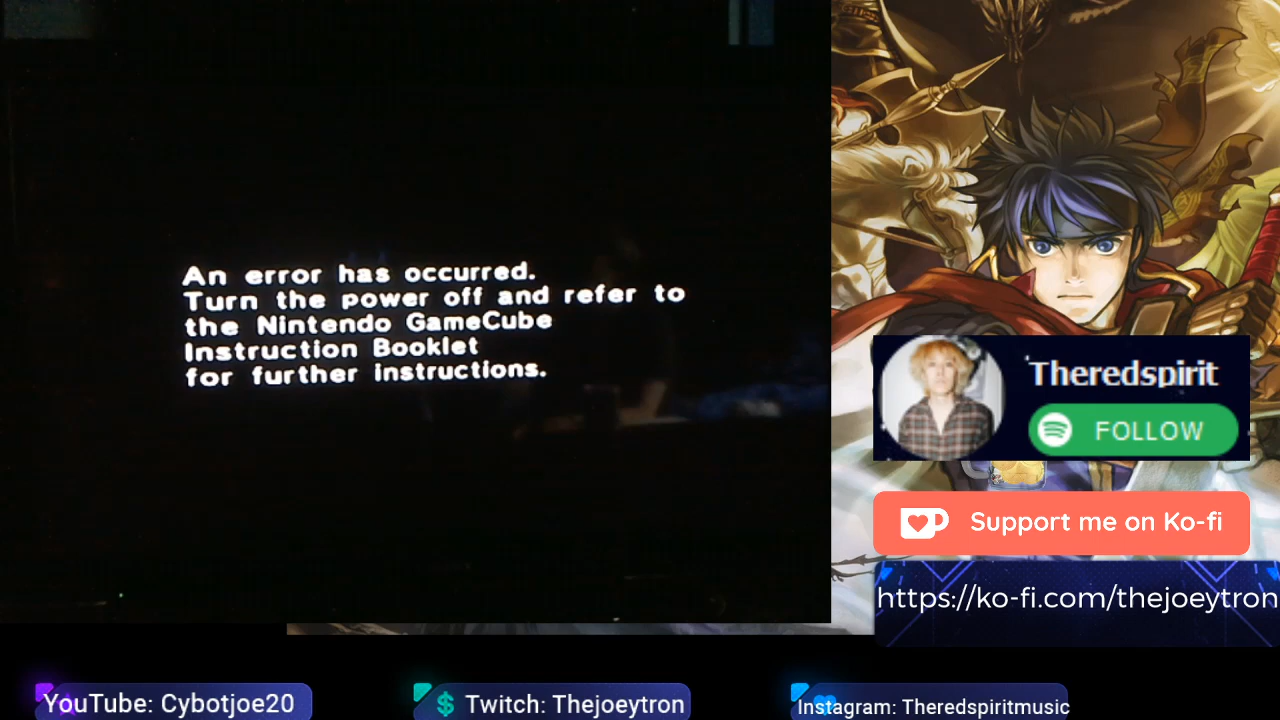 An error has occurred.
Turn the power off and refer to
the Nintendo GameCube
Instruction Booklet
for further instructions.
Theredspirit
FOLLOW
Support me on Ko-fi
https://ko-fi.com/thejoeytron
YouTube: Cybotjoe20
$ Twitch: Thejoeytron
Instagram: Theredspiritmusic